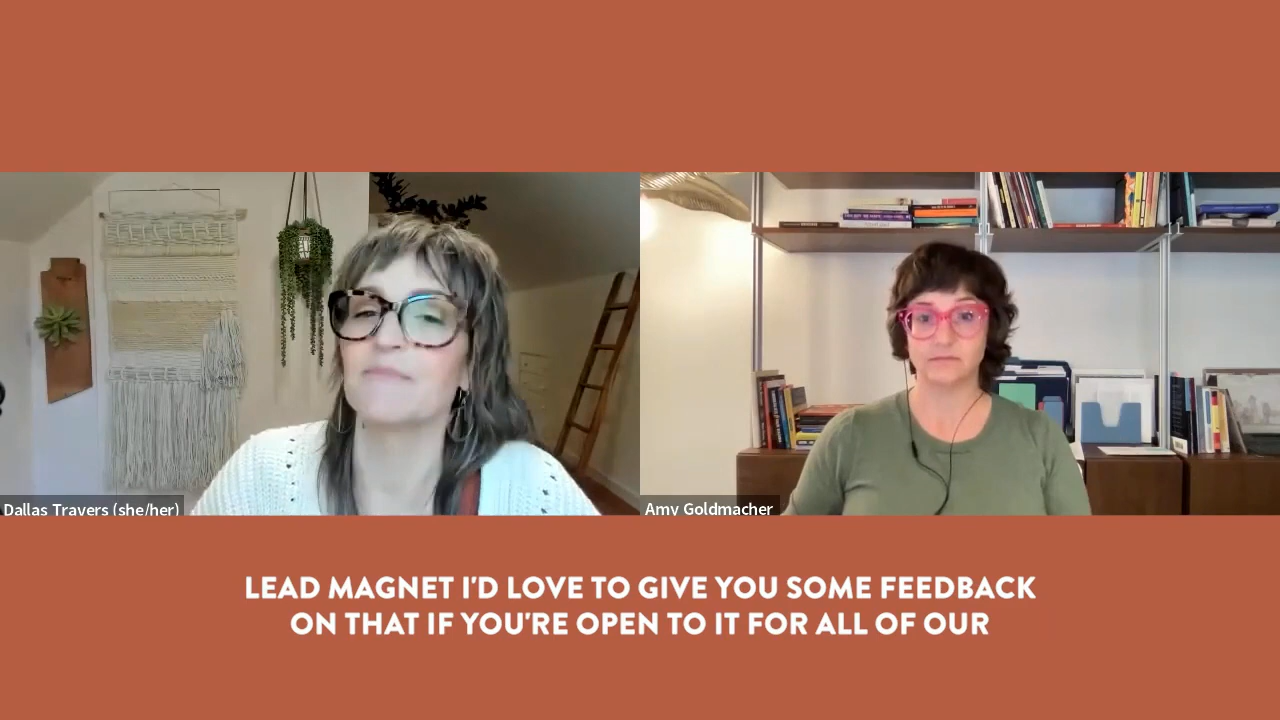 Dallas Travers (she/her)
Amy Goldmacher
LEAD MAGNET I'D LOVE TO GIVE YOU SOME FEEDBACK
ON THAT IF YOU'RE OPEN TO IT FOR ALL OF OUR